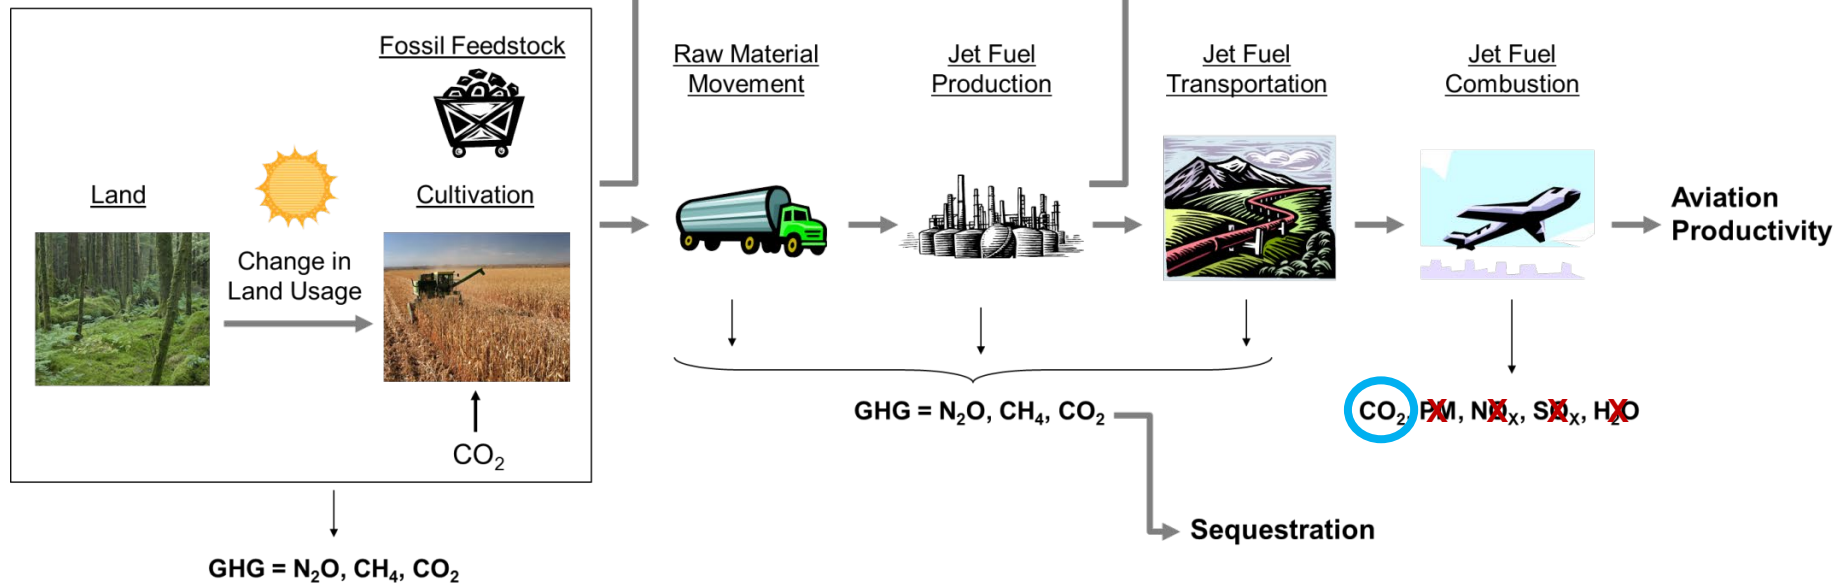 Fossil Feedstock
Land
Change in
Land Usage
Cultivation
CO₂
GHG = N₂O, CH₄, CO₂
Raw Material
Movement
Jet Fuel
Production
Jet Fuel
Transportation
Jet Fuel
Combustion
Aviation
Productivity
GHG = N₂O, CH₄, CO₂
CO₂, PM, NOₓ, SOₓ, H₂O
X X X X
Sequestration